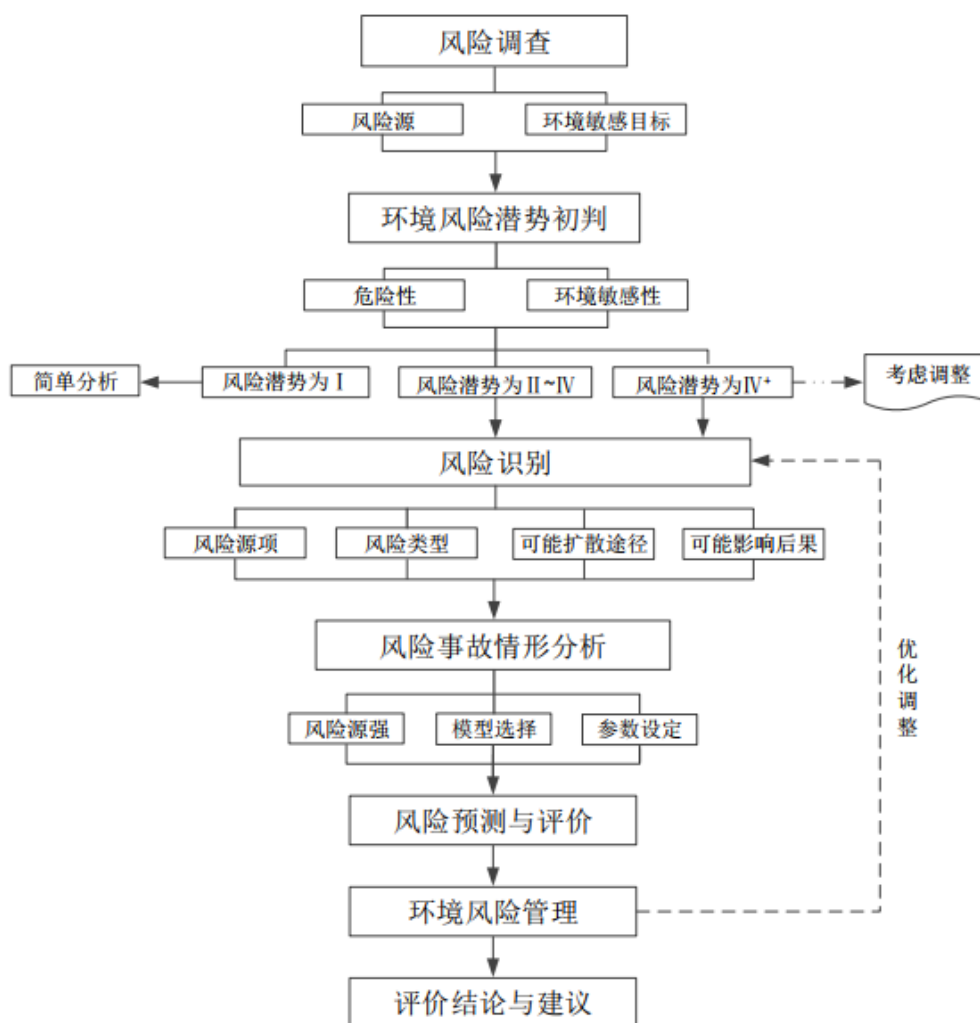 风险调查
风险源
环境敏感目标
环境风险潜势初判
危险性
环境敏感性
简单分析
风险潜势为Ⅰ
风险潜势为Ⅱ~Ⅳ
风险潜势为Ⅳ⁺
考虑调整
风险识别
风险源项
风险类型
可能扩散途径
可能影响后果
风险事故情形分析
优化调整
风险源强
模型选择
参数设定
风险预测与评价
环境风险管理
评价结论与建议